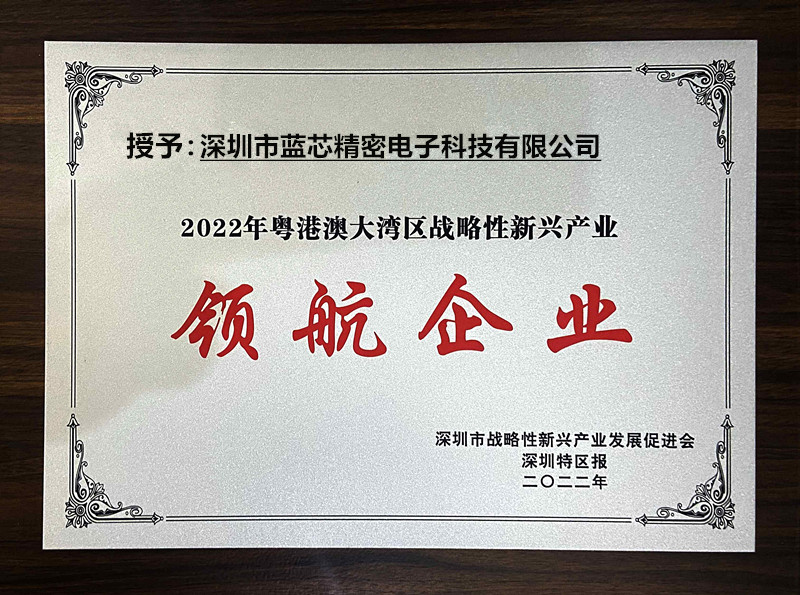 授予:深圳市蓝芯精密电子科技有限公司
2022年粤港澳大湾区战略性新兴产业
领航企业
深圳市战略性新兴产业发展促进会
深圳特区报
二〇二二年